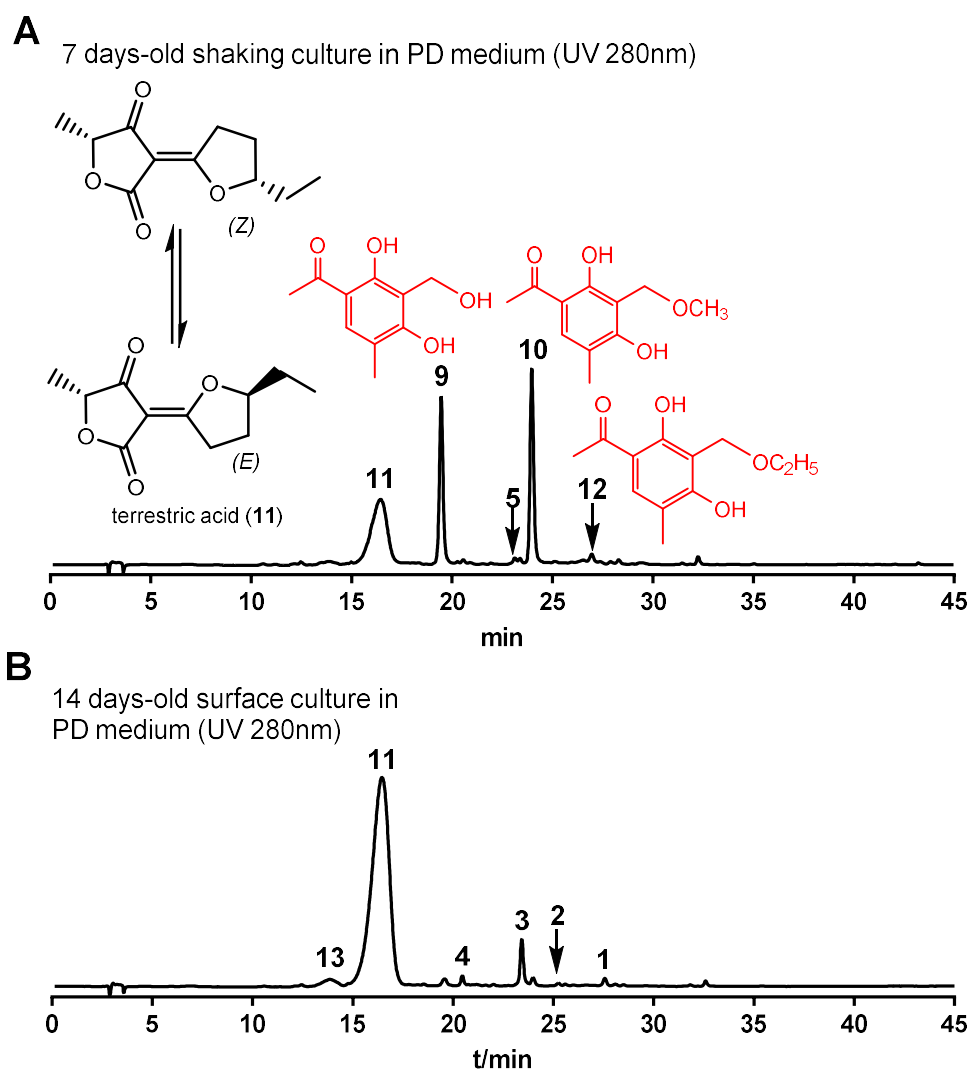 A
7 days-old shaking culture in PD medium (UV 280nm)
O
O
O
O
(Z)
O
OH
OH
OH
O
OH
OCH3
OH
10
9
O
O
O
O
(E)
O
OH
OC2H5
OH
11
5
12
terrestric acid (11)
0 5 10 15 20 25 30 35 40 45
min
B
14 days-old surface culture in
PD medium (UV 280nm)
11
13
4
3
2
1
0 5 10 15 20 25 30 35 40 45
t/min